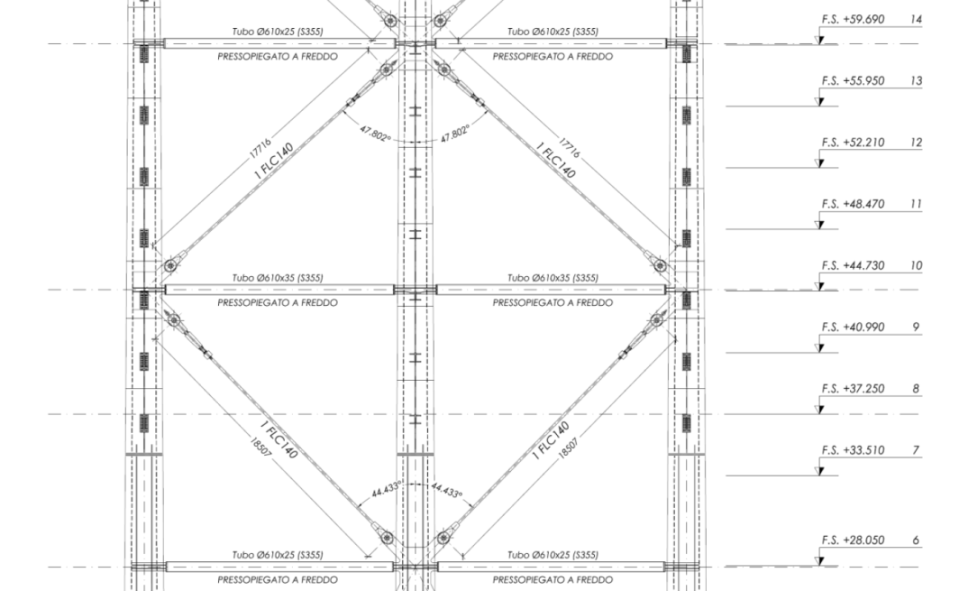 F.S. +59.690 14
Tubo Ø610x25 (S355)
Tubo Ø610x25 (S355)
PRESSOPIEGATO A FREDDO
PRESSOPIEGATO A FREDDO
F.S. +55.950 13
47.802°
47.802°
17716
17716
1 FLC140
1 FLC140
F.S. +52.210 12
F.S. +48.470 11
F.S. +44.730 10
Tubo Ø610x35 (S355)
Tubo Ø610x35 (S355)
PRESSOPIEGATO A FREDDO
PRESSOPIEGATO A FREDDO
F.S. +40.990 9
F.S. +37.250 8
1 FLC140
1 FLC140
18507
18507
F.S. +33.510 7
44.433°
44.433°
F.S. +28.050 6
Tubo Ø610x25 (S355)
Tubo Ø610x25 (S355)
PRESSOPIEGATO A FREDDO
PRESSOPIEGATO A FREDDO